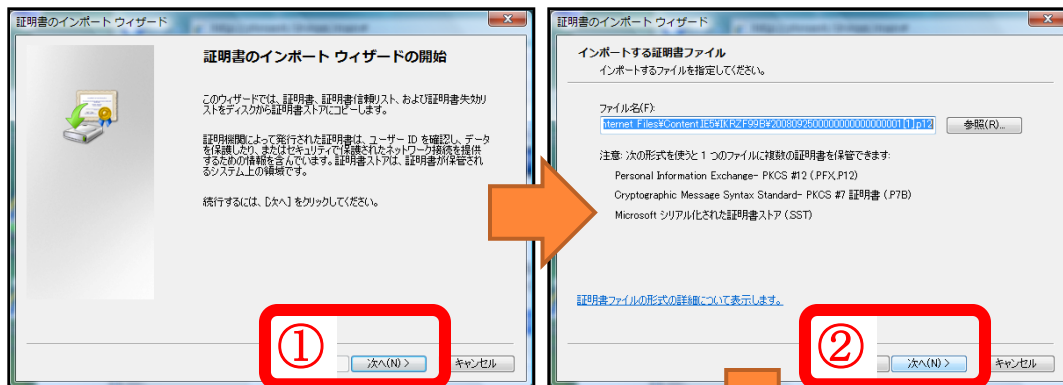 証明書のインポート ウィザード
証明書のインポート ウィザードの開始
このウィザードでは、証明書、証明書信頼リスト、および証明書失効リ
ストをディスクから証明書ストアにコピーします。
証明機関によって発行された証明書は、ユーザー ID を確認し、データ
を保護したり、またはセキュリティで保護されたネットワーク接続を提供
するための情報を含んでいます。証明書ストアは、証明書が保管され
るシステム上の領域です。
続行するには、[次へ] をクリックしてください。
①
次へ(N) >
キャンセル
証明書のインポート ウィザード
インポートする証明書ファイル
インポートするファイルを指定してください。
ファイル名(F):
nternet Files¥Content.IE5¥IKRZF99B¥20080925000000000000000001[1].p12
参照(R)...
注意: 次の形式を使うと 1 つのファイルに複数の証明書を保管できます:
Personal Information Exchange- PKCS #12 (.PFX,.P12)
Cryptographic Message Syntax Standard- PKCS #7 証明書 (.P7B)
Microsoft シリアル化された証明書ストア (.SST)
証明書ファイルの形式の詳細について表示します。
②
次へ(N) >
キャンセル